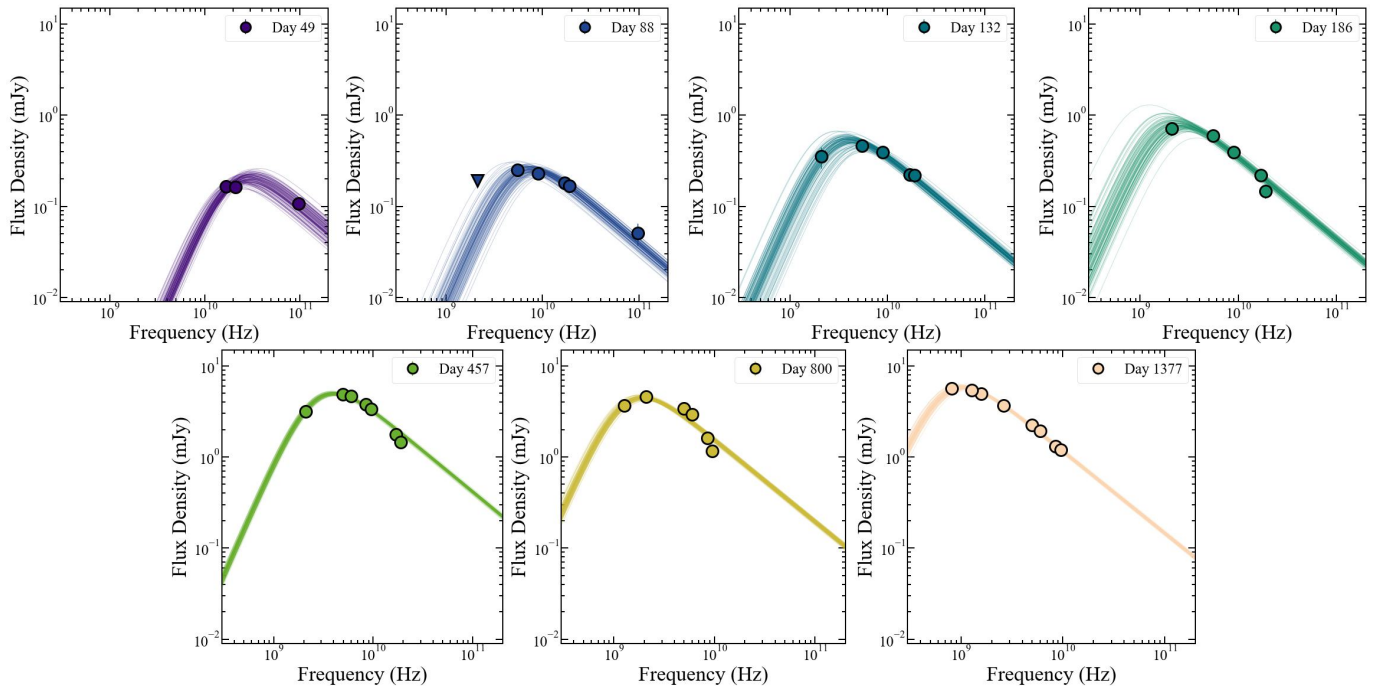 Day 49
Day 88
Day 132
Day 186
Flux Density (mJy)
10¹
10⁰
10⁻¹
10⁻²
10⁹ 10¹⁰ 10¹¹
Frequency (Hz)
Flux Density (mJy)
10¹
10⁰
10⁻¹
10⁻²
10⁹ 10¹⁰ 10¹¹
Frequency (Hz)
Flux Density (mJy)
10¹
10⁰
10⁻¹
10⁻²
10⁹ 10¹⁰ 10¹¹
Frequency (Hz)
Flux Density (mJy)
10¹
10⁰
10⁻¹
10⁻²
10⁹ 10¹⁰ 10¹¹
Frequency (Hz)
Day 457
Day 800
Day 1377
Flux Density (mJy)
10¹
10⁰
10⁻¹
10⁻²
10⁹ 10¹⁰ 10¹¹
Frequency (Hz)
Flux Density (mJy)
10¹
10⁰
10⁻¹
10⁻²
10⁹ 10¹⁰ 10¹¹
Frequency (Hz)
Flux Density (mJy)
10¹
10⁰
10⁻¹
10⁻²
10⁹ 10¹⁰ 10¹¹
Frequency (Hz)